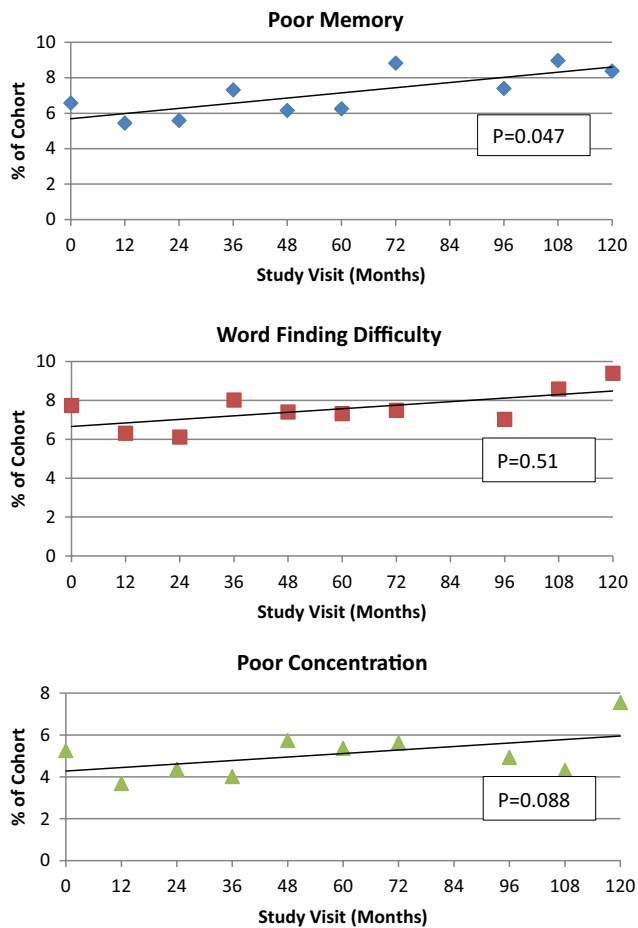 Poor Memory
10
8
6
4
2
0
% of Cohort
P=0.047
0 12 24 36 48 60 72 84 96 108 120
Study Visit (Months)
Word Finding Difficulty
10
8
6
4
2
0
% of Cohort
P=0.51
0 12 24 36 48 60 72 84 96 108 120
Study Visit (Months)
Poor Concentration
8
6
4
2
0
% of Cohort
P=0.088
0 12 24 36 48 60 72 84 96 108 120
Study Visit (Months)